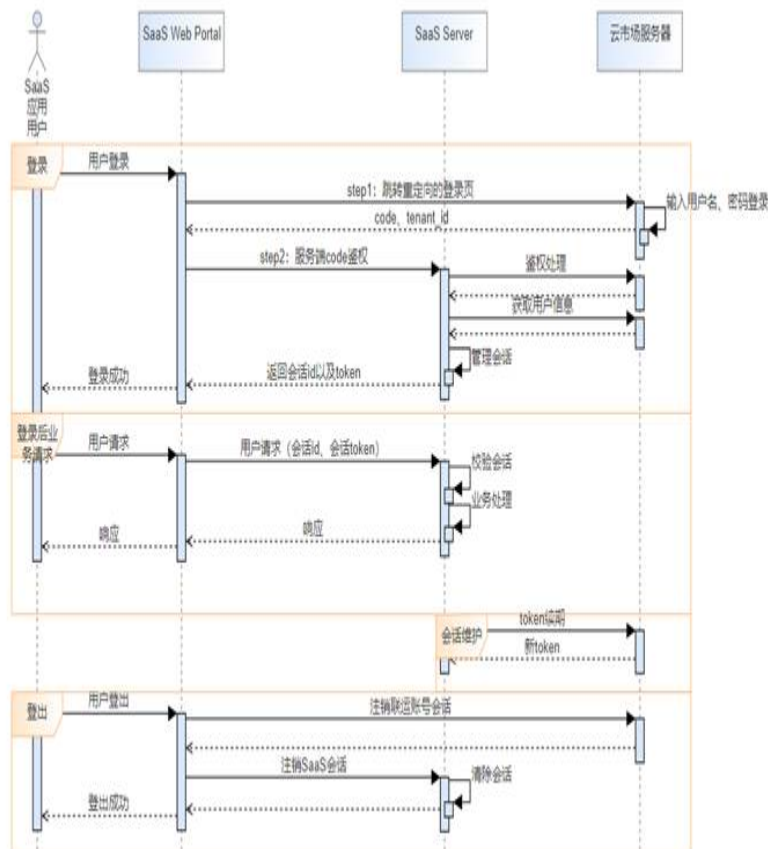 SaaS Web Portal
SaaS Server
云市场服务器
SaaS
应用
用户
登录
用户登录
step1：跳转重定向的登录页
输入用户名、密码登录
code、tenant_id
step2：服务调code鉴权
鉴权处理
获取用户信息
管理会话
返回会话id以及token
登录成功
登录后业
务请求
用户请求
用户请求（会话id、会话token）
校验会话
业务处理
响应
响应
会话维护
token续期
新token
登出
用户登出
注销联运账号会话
注销SaaS会话
清除会话
登出成功